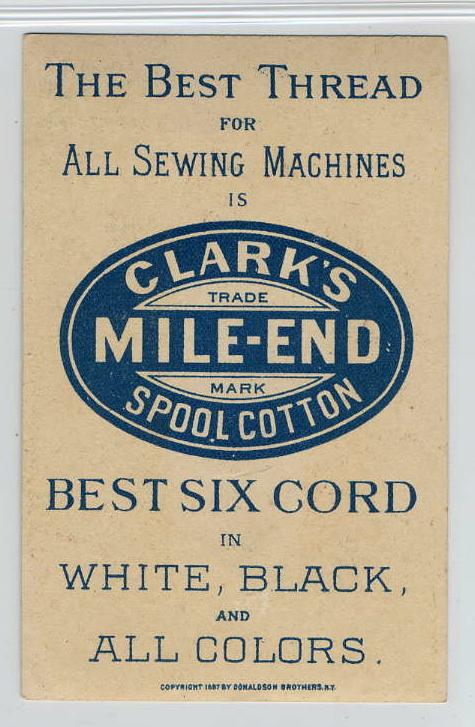 THE BEST THREAD
FOR
ALL SEWING MACHINES
IS
CLARK'S
TRADE
MILE-END
MARK
SPOOL COTTON
BEST SIX CORD
IN
WHITE, BLACK,
AND
ALL COLORS.
COPYRIGHT 1887 BY DONALDSON BROTHERS, N.Y.